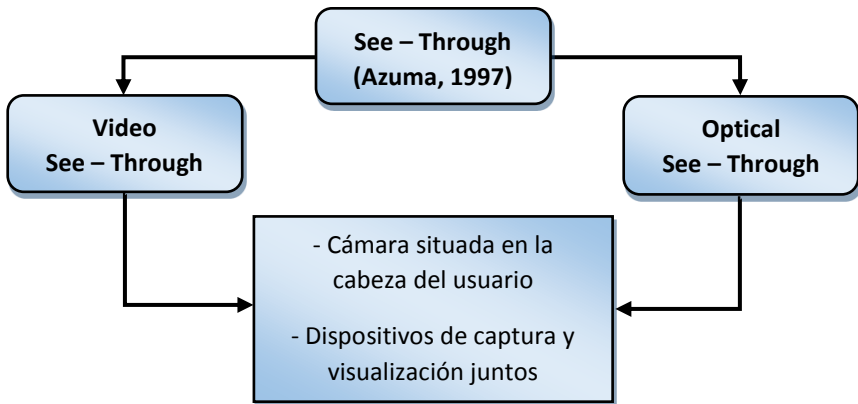 See – Through
(Azuma, 1997)
Video
See – Through
Optical
See – Through
- Cámara situada en la
cabeza del usuario
- Dispositivos de captura y
visualización juntos